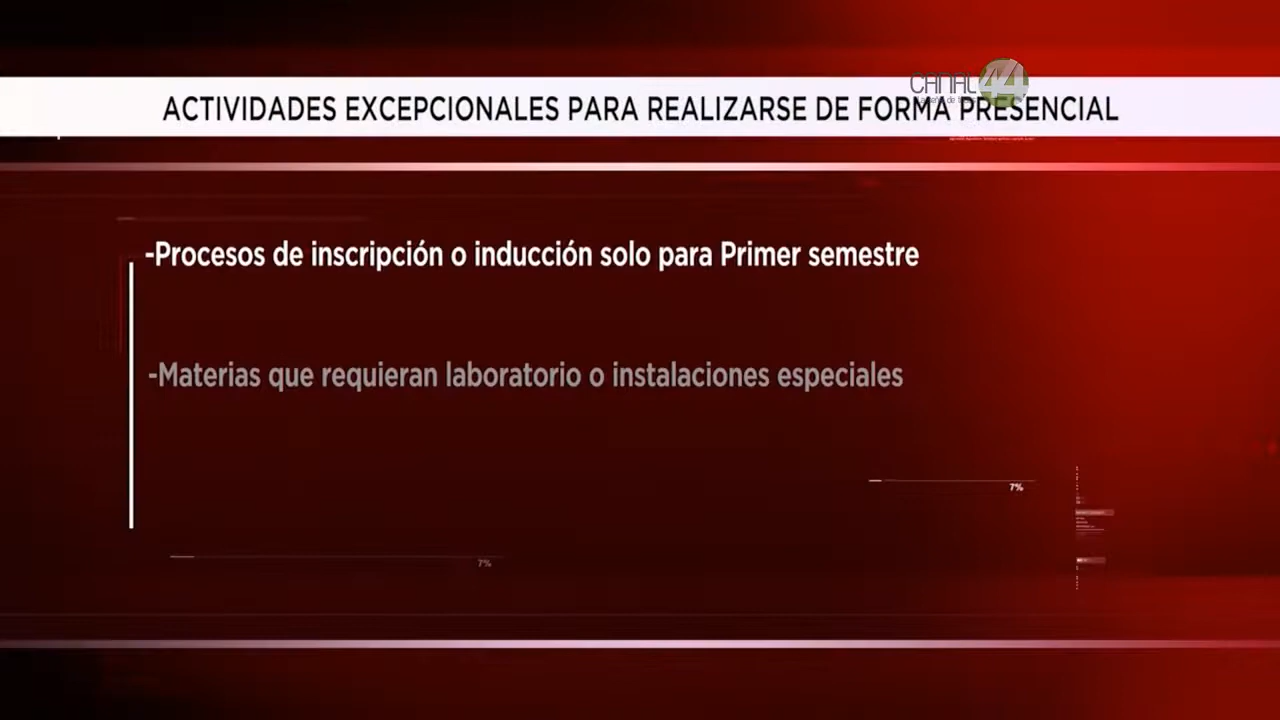 CANAL 44
ACTIVIDADES EXCEPCIONALES PARA REALIZARSE DE FORMA PRESENCIAL
-Procesos de inscripción o inducción solo para Primer semestre
-Materias que requieran laboratorio o instalaciones especiales
7%
7%